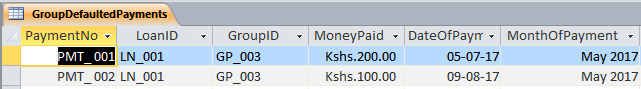 GroupDefaultedPayments
PaymentNo LoanID GroupID MoneyPaid DateOfPaym MonthOfPayment
PMT_001 LN_001 GP_003 Kshs.200.00 05-07-17 May 2017
PMT_002 LN_001 GP_003 Kshs.100.00 09-08-17 May 2017